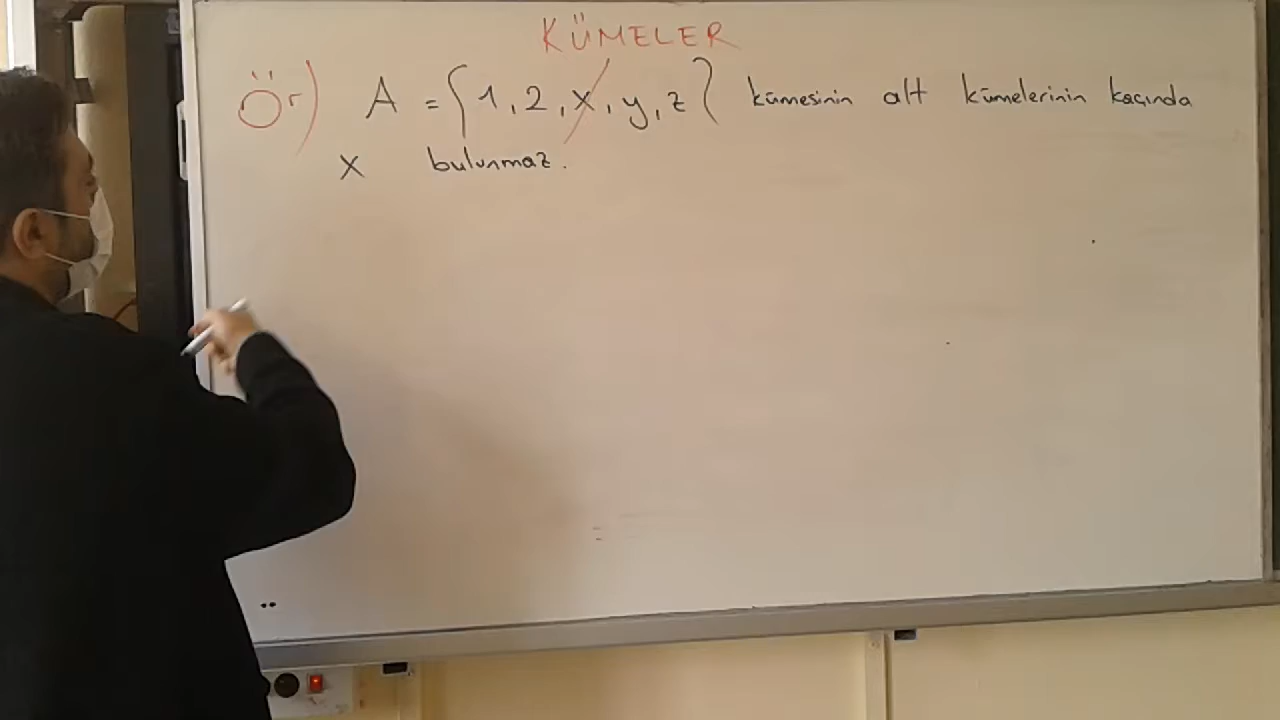 KÜMELER
Ör) A = {1, 2, x, y, z} kümesinin alt kümelerinin kaçında
x bulunmaz.